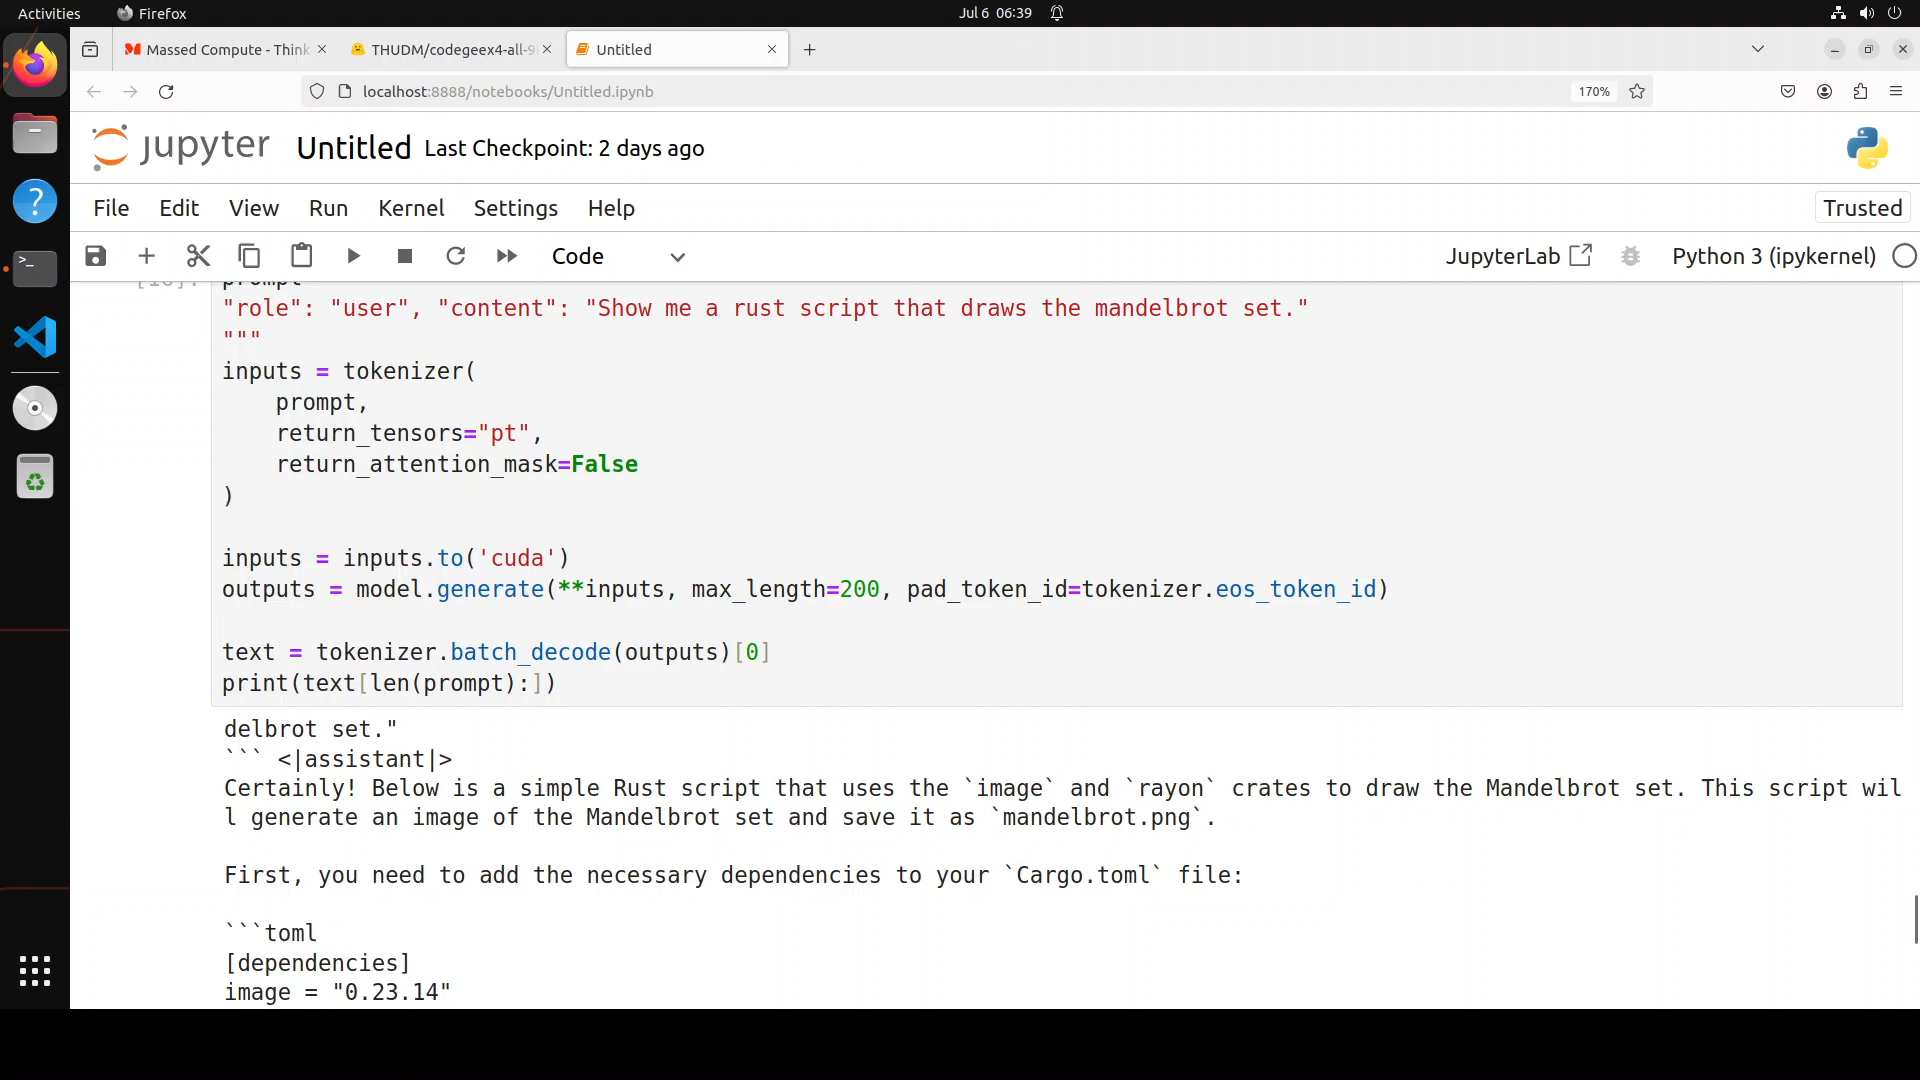 Activities
Firefox
Jul 6 06:39
Massed Compute - Think
THUDM/codegeex4-all-9
Untitled
localhost:8888/notebooks/Untitled.ipynb
170%
jupyter
Untitled
Last Checkpoint: 2 days ago
File
Edit
View
Run
Kernel
Settings
Help
Trusted
Code
JupyterLab
Python 3 (ipykernel)
prompt
"role": "user", "content": "Show me a rust script that draws the mandelbrot set."
"""
inputs = tokenizer(
    prompt,
    return_tensors="pt",
    return_attention_mask=False
)
inputs = inputs.to('cuda')
outputs = model.generate(**inputs, max_length=200, pad_token_id=tokenizer.eos_token_id)
text = tokenizer.batch_decode(outputs)[0]
print(text[len(prompt):])
delbrot set."
``` <|assistant|>
Certainly! Below is a simple Rust script that uses the `image` and `rayon` crates to draw the Mandelbrot set. This script wil
l generate an image of the Mandelbrot set and save it as `mandelbrot.png`.
First, you need to add the necessary dependencies to your `Cargo.toml` file:
```toml
[dependencies]
image = "0.23.14"